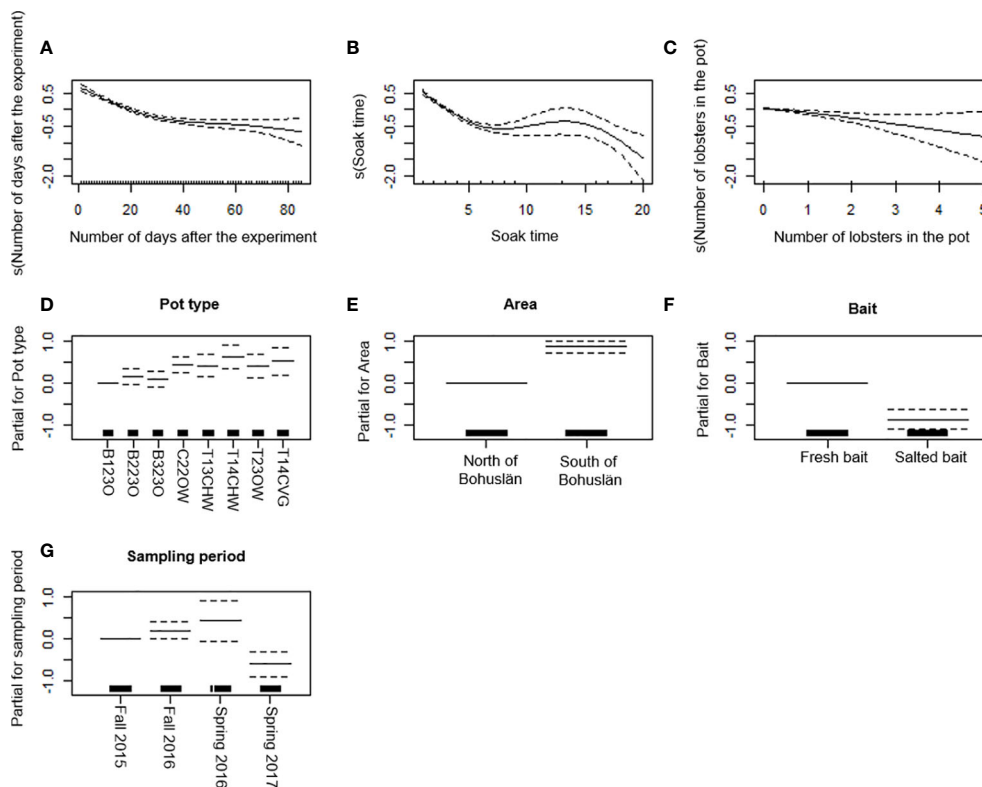 A
s(Number of days after the experiment)
0.5
-0.5
-2.0
0 20 40 60 80
Number of days after the experiment
B
s(Soak time)
0.5
-0.5
-2.0
5 10 15 20
Soak time
C
s(Number of lobsters in the pot)
0.5
-0.5
-2.0
0 1 2 3 4 5
Number of lobsters in the pot
D
Pot type
Partial for Pot type
1.0
0.0
-1.0
B123O
B223O
B323O
C22OW
T13CHW
T14CHW
T23OW
T14CVG
E
Area
Partial for Area
1.0
0.0
-1.0
North of
Bohuslän
South of
Bohuslän
F
Bait
Partial for Bait
1.0
0.0
-1.0
Fresh bait
Salted bait
G
Sampling period
Partial for sampling period
1.0
0.0
-1.0
Fall 2015
Fall 2016
Spring 2016
Spring 2017